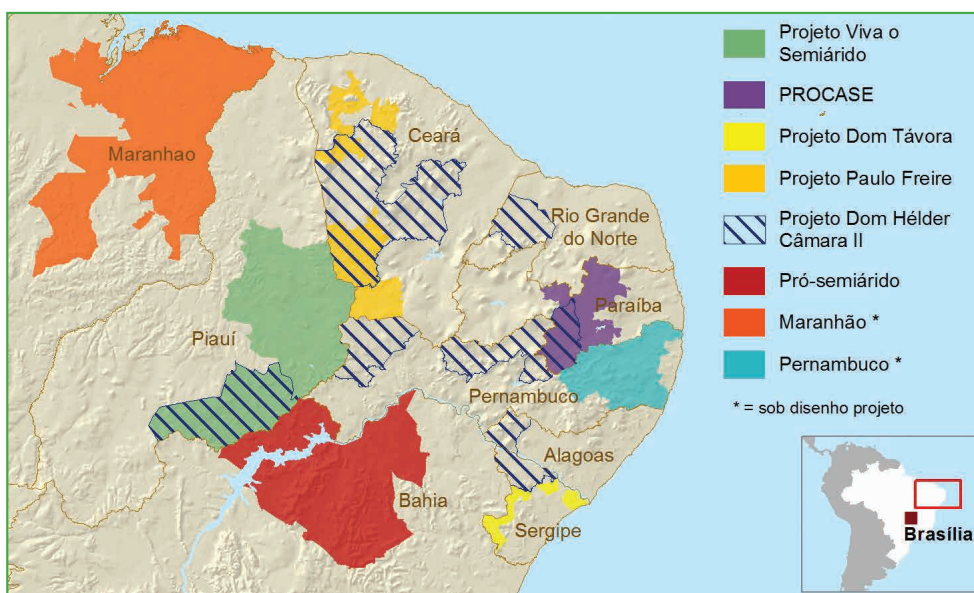 Maranhao
Ceará
Rio Grande
do Norte
Paraíba
Piauí
Pernambuco
Alagoas
Bahia
Sergipe
Projeto Viva o
Semiárido
PROCASE
Projeto Dom Távora
Projeto Paulo Freire
Projeto Dom Hélder
Câmara II
Pró-semiárido
Maranhão *
Pernambuco *
* = sob disenho projeto
Brasília